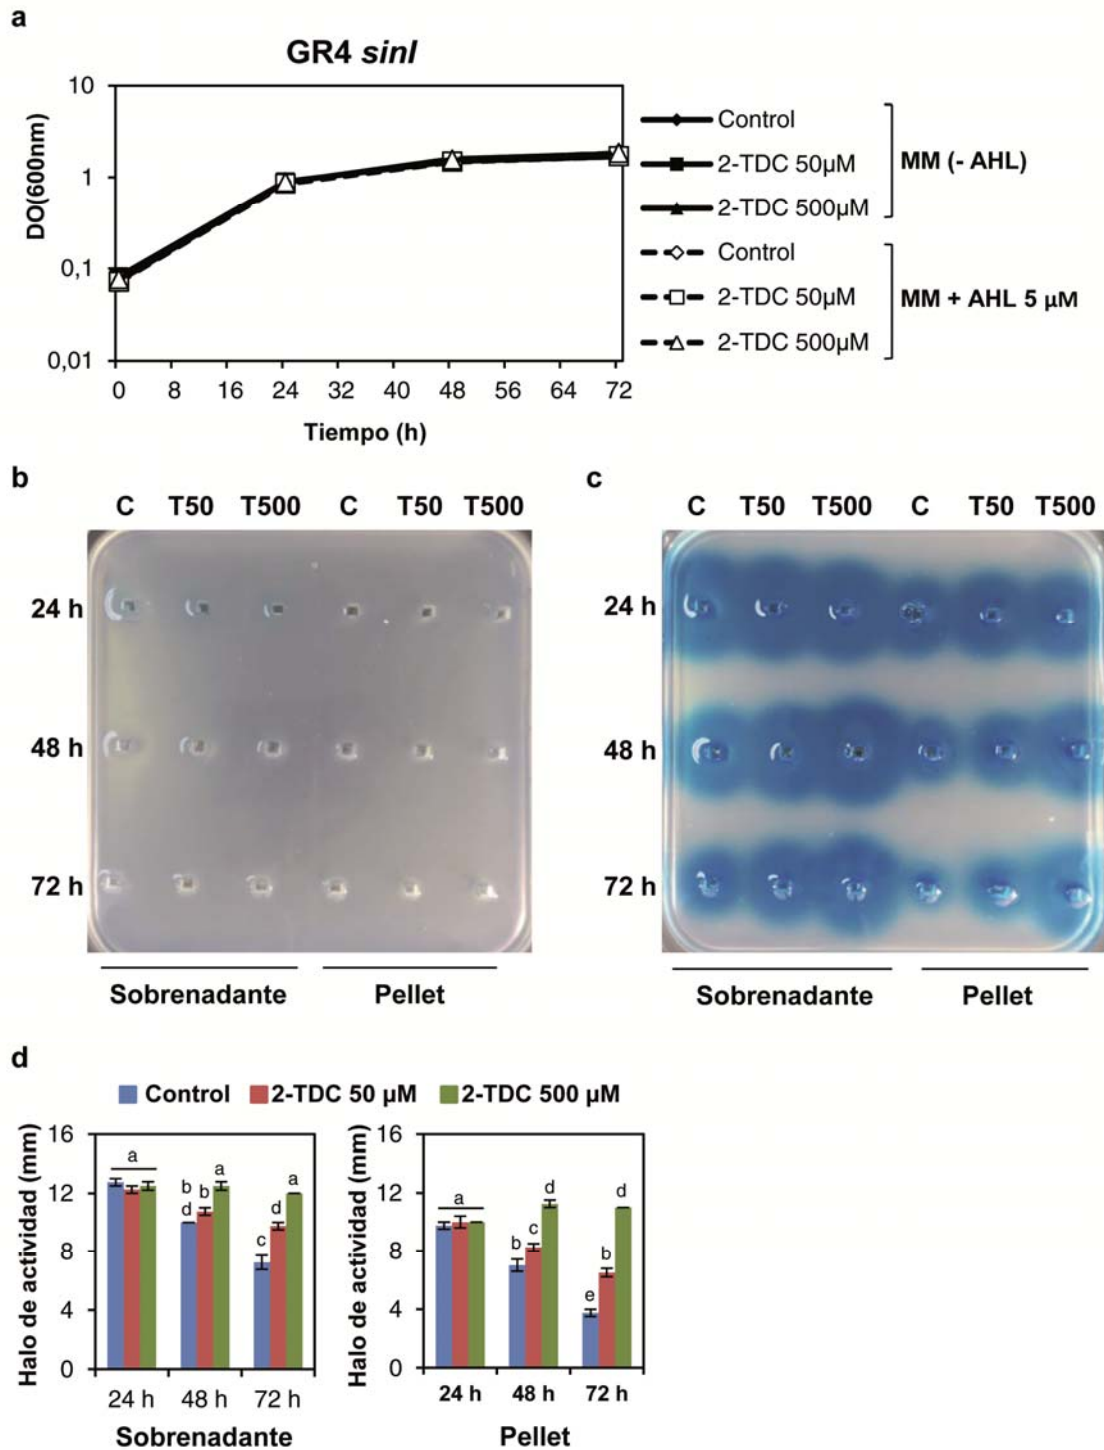 a
GR4 sinI
10
1
0,1
0,01
DO(600nm)
0 8 16 24 32 40 48 56 64 72
Tiempo (h)
Control
2-TDC 50µM
2-TDC 500µM
MM (- AHL)
Control
2-TDC 50µM
2-TDC 500µM
MM + AHL 5 µM
b
C T50 T500 C T50 T500
24 h
48 h
72 h
Sobrenadante Pellet
c
C T50 T500 C T50 T500
24 h
48 h
72 h
Sobrenadante Pellet
d
Control 2-TDC 50 µM 2-TDC 500 µM
Halo de actividad (mm)
16
12
8
4
0
a
b
d
b
a
c
d
a
24 h 48 h 72 h
Sobrenadante
Halo de actividad (mm)
16
12
8
4
0
a
b
c
d
e
b
d
24 h 48 h 72 h
Pellet